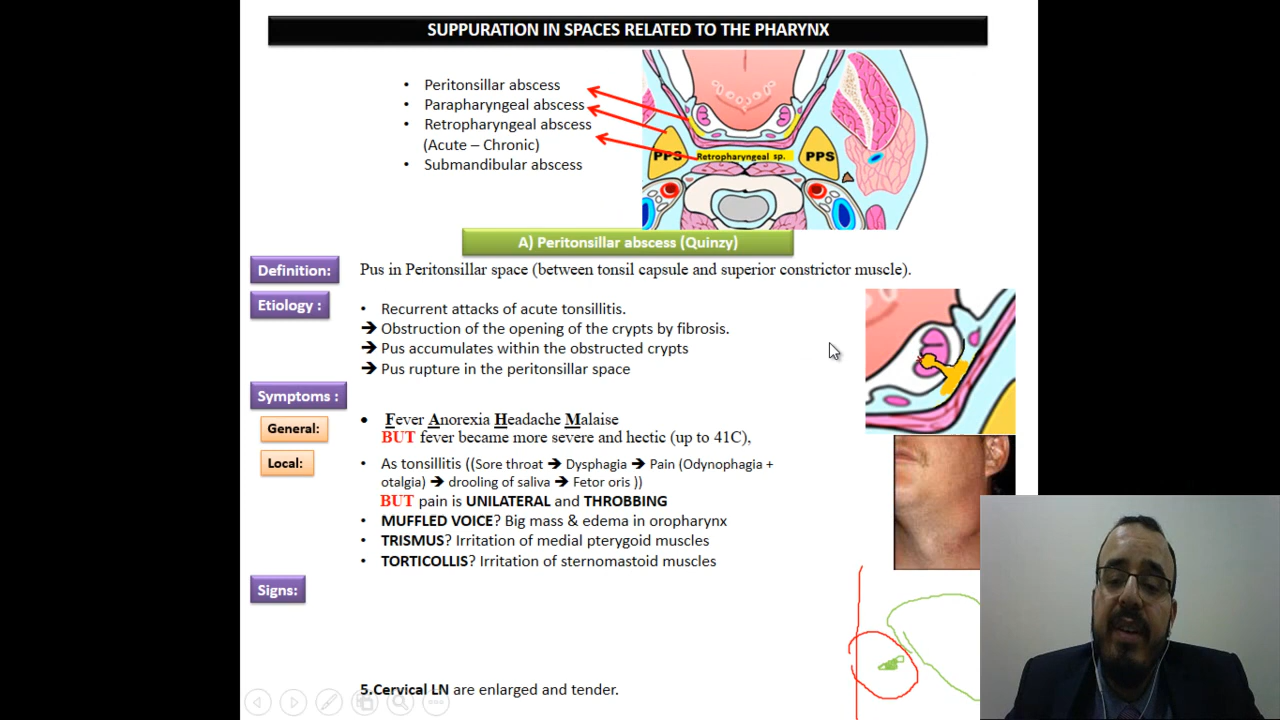 SUPPURATION IN SPACES RELATED TO THE PHARYNX
• Peritonsillar abscess
• Parapharyngeal abscess
• Retropharyngeal abscess
(Acute – Chronic)
• Submandibular abscess
PPS
Retropharyngeal sp.
PPS
A) Peritonsillar abscess (Quinzy)
Definition:
Pus in Peritonsillar space (between tonsil capsule and superior constrictor muscle).
Etiology :
• Recurrent attacks of acute tonsillitis.
➔ Obstruction of the opening of the crypts by fibrosis.
➔ Pus accumulates within the obstructed crypts
➔ Pus rupture in the peritonsillar space
Symptoms :
General:
• Fever Anorexia Headache Malaise
BUT fever became more severe and hectic (up to 41C),
Local:
• As tonsillitis ((Sore throat ➔ Dysphagia ➔ Pain (Odynophagia +
otalgia) ➔ drooling of saliva ➔ Fetor oris ))
BUT pain is UNILATERAL and THROBBING
• MUFFLED VOICE? Big mass & edema in oropharynx
• TRISMUS? Irritation of medial pterygoid muscles
• TORTICOLLIS? Irritation of sternomastoid muscles
Signs:
5.Cervical LN are enlarged and tender.